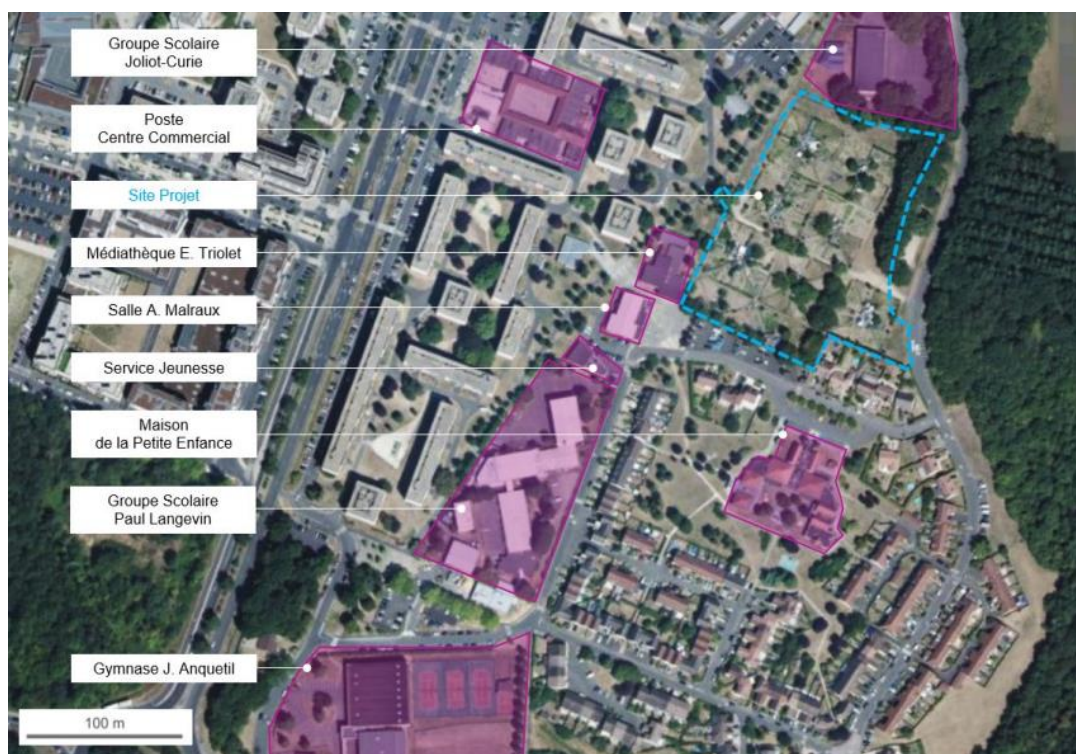 Groupe Scolaire
Joliot-Curie
Poste
Centre Commercial
Site Projet
Médiathèque E. Triolet
Salle A. Malraux
Service Jeunesse
Maison
de la Petite Enfance
Groupe Scolaire
Paul Langevin
Gymnase J. Anquetil
100 m